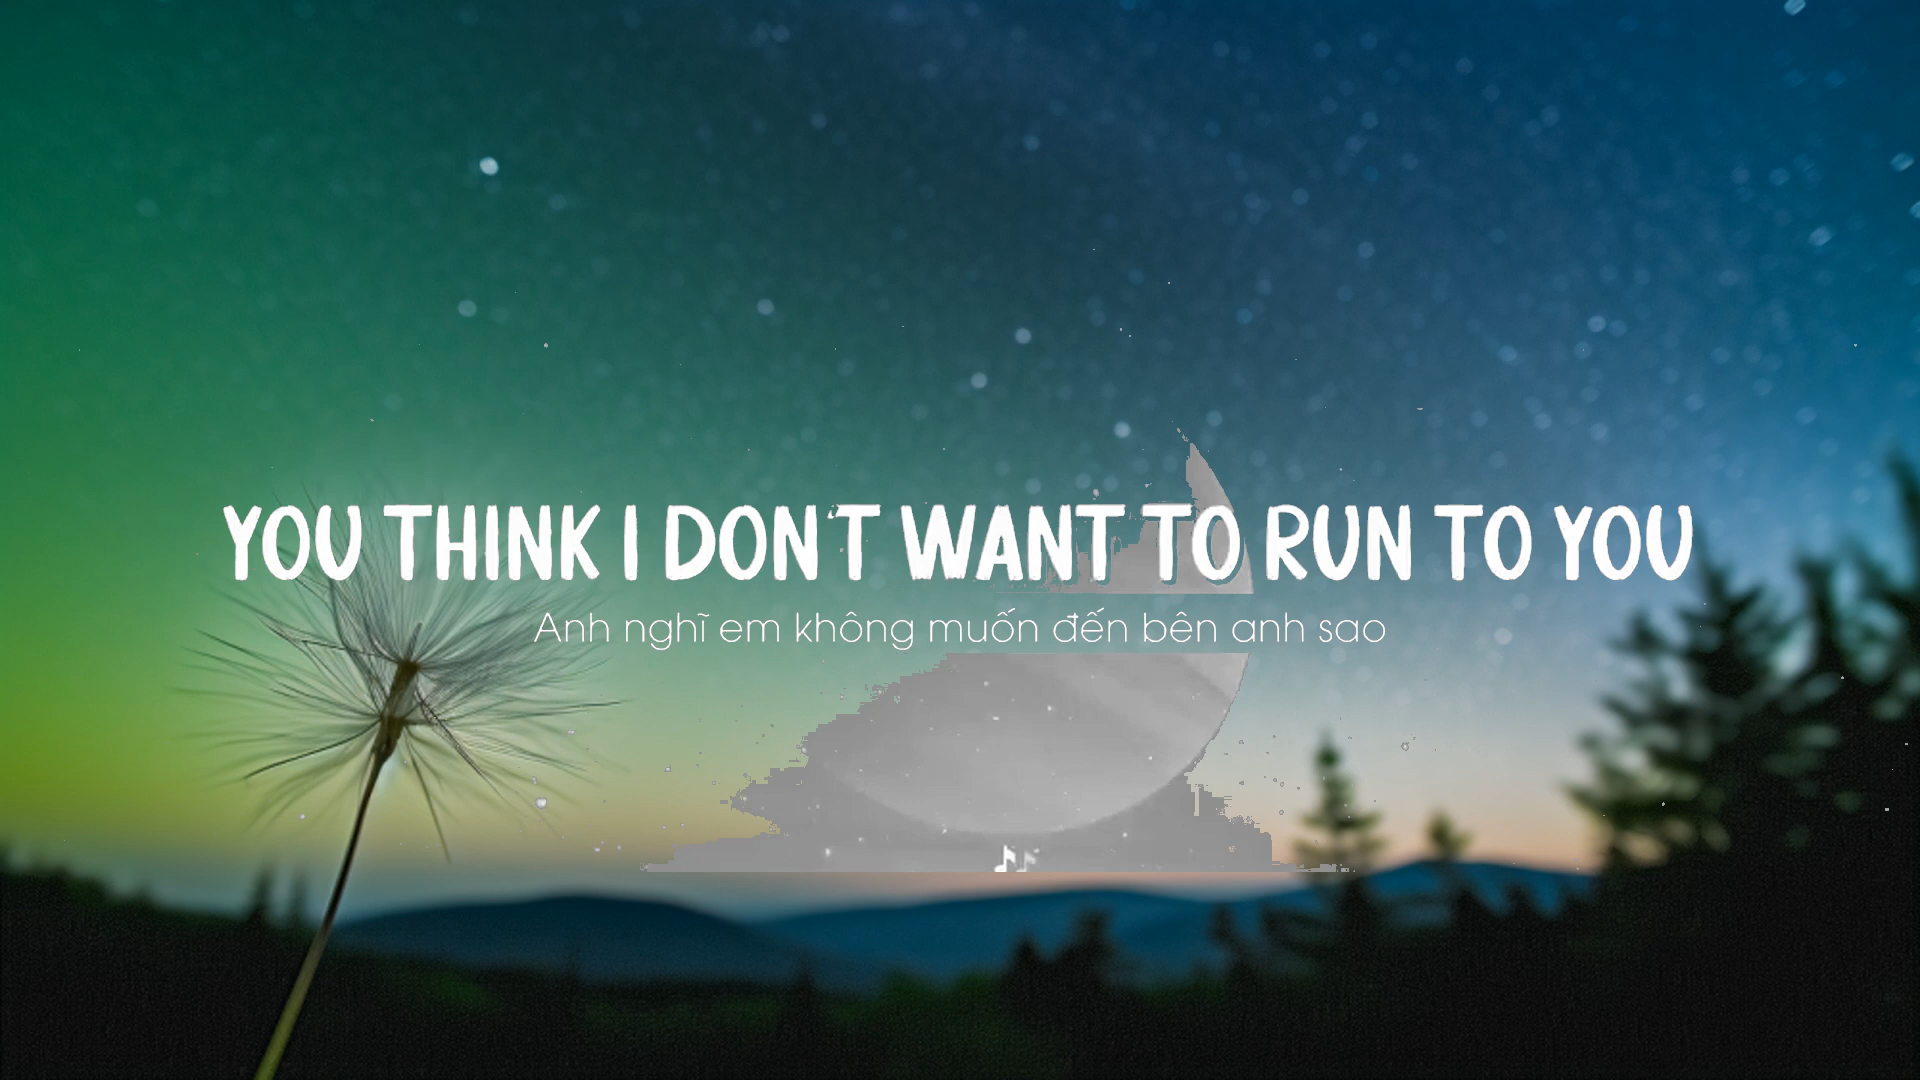 YOU THINK I DON'T WANT TO RUN TO YOU
Anh nghĩ em không muốn đến bên anh sao